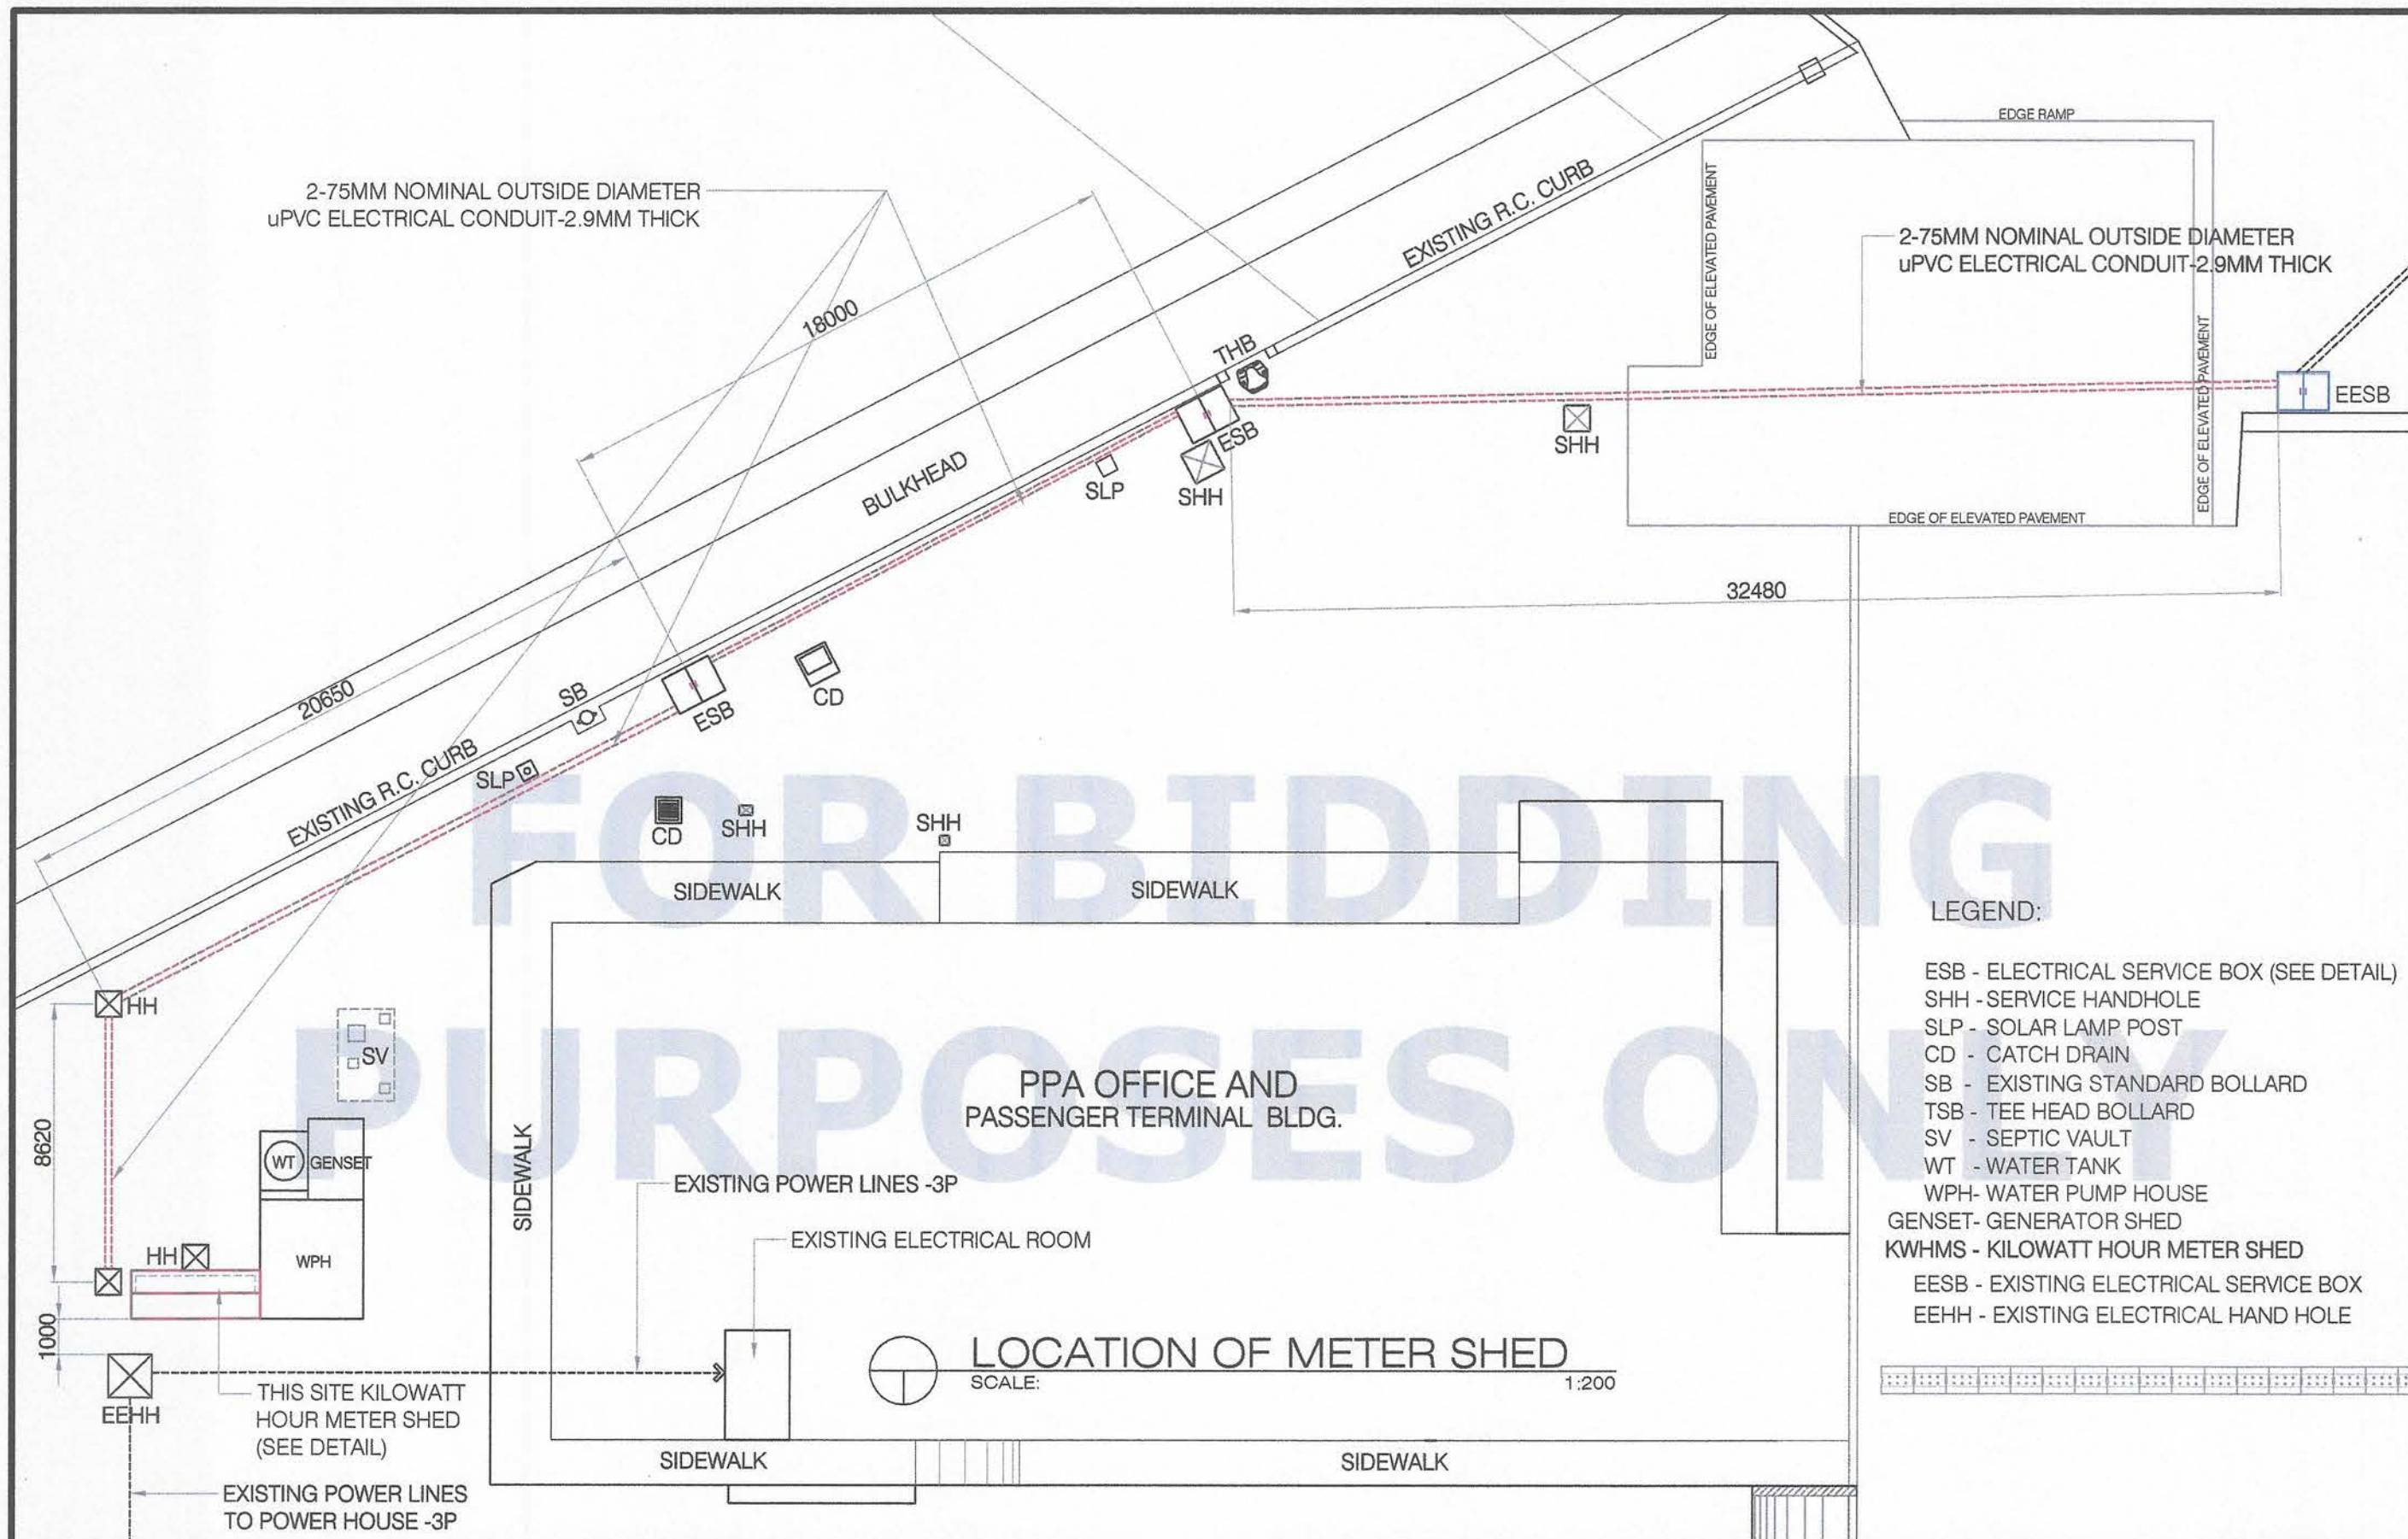 EDGE RAMP
2-75MM NOMINAL OUTSIDE DIAMETER
uPVC ELECTRICAL CONDUIT-2.9MM THICK
EXISTING R.C. CURB
EDGE OF ELEVATED PAVEMENT
2-75MM NOMINAL OUTSIDE DIAMETER
uPVC ELECTRICAL CONDUIT-2.9MM THICK
18000
THB
EESB
ESB
SHH
EDGE OF ELEVATED PAVEMENT
BULKHEAD
SLP
SHH
EDGE OF ELEVATED PAVEMENT
32480
20650
SB
CD
ESB
EXISTING R.C. CURB
SLP
FOR BIDDING
PURPOSES ONLY
CD
SHH
SHH
SIDEWALK
SIDEWALK
HH
SV
8620
WT
GENSET
SIDEWALK
PPA OFFICE AND
PASSENGER TERMINAL BLDG.
EXISTING POWER LINES -3P
EXISTING ELECTRICAL ROOM
HH
WPH
1000
LOCATION OF METER SHED
SCALE:
1:200
EEHH
THIS SITE KILOWATT
HOUR METER SHED
(SEE DETAIL)
SIDEWALK
SIDEWALK
EXISTING POWER LINES
TO POWER HOUSE -3P
LEGEND:
ESB - ELECTRICAL SERVICE BOX (SEE DETAIL)
SHH - SERVICE HANDHOLE
SLP - SOLAR LAMP POST
CD - CATCH DRAIN
SB - EXISTING STANDARD BOLLARD
TSB - TEE HEAD BOLLARD
SV - SEPTIC VAULT
WT - WATER TANK
WPH- WATER PUMP HOUSE
GENSET- GENERATOR SHED
KWHMS - KILOWATT HOUR METER SHED
EESB - EXISTING ELECTRICAL SERVICE BOX
EEHH - EXISTING ELECTRICAL HAND HOLE